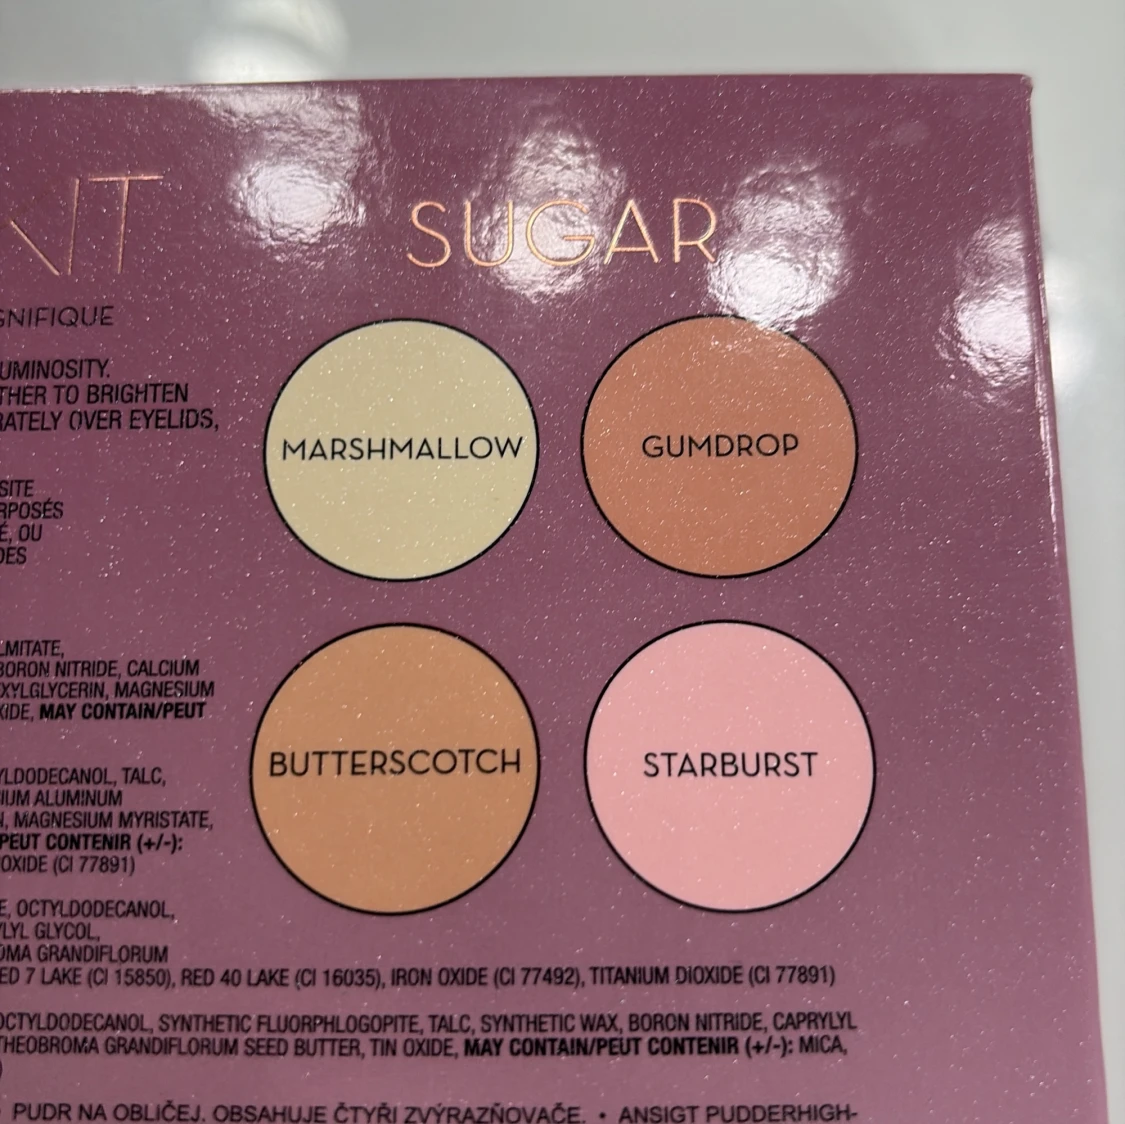 SUGAR
GNIFIQUE
UMINOSITY.
THER TO BRIGHTEN
RATELY OVER EYELIDS,
MARSHMALLOW
GUMDROP
SITE
RPOSÉS
É, OU
DES
LMITATE,
BORON NITRIDE, CALCIUM
XYLGLYCERIN, MAGNESIUM
XIDE, MAY CONTAIN/PEUT
BUTTERSCOTCH
STARBURST
YLDODECANOL, TALC,
IUM ALUMINUM
N, MAGNESIUM MYRISTATE,
PEUT CONTENIR (+/-):
OXIDE (CI 77891)
E, OCTYLDODECANOL,
YLYL GLYCOL,
OMA GRANDIFLORUM
ED 7 LAKE (CI 15850), RED 40 LAKE (CI 16035), IRON OXIDE (CI 77492), TITANIUM DIOXIDE (CI 77891)
OCTYLDODECANOL, SYNTHETIC FLUORPHLOGOPITE, TALC, SYNTHETIC WAX, BORON NITRIDE, CAPRYLYL
THEOBROMA GRANDIFLORUM SEED BUTTER, TIN OXIDE, MAY CONTAIN/PEUT CONTENIR (+/-): MICA,
)
• PUDR NA OBLIČEJ. OBSAHUJE ČTYŘI ZVÝRAZŇOVAČE. • ANSIGT PUDDERHIGH-